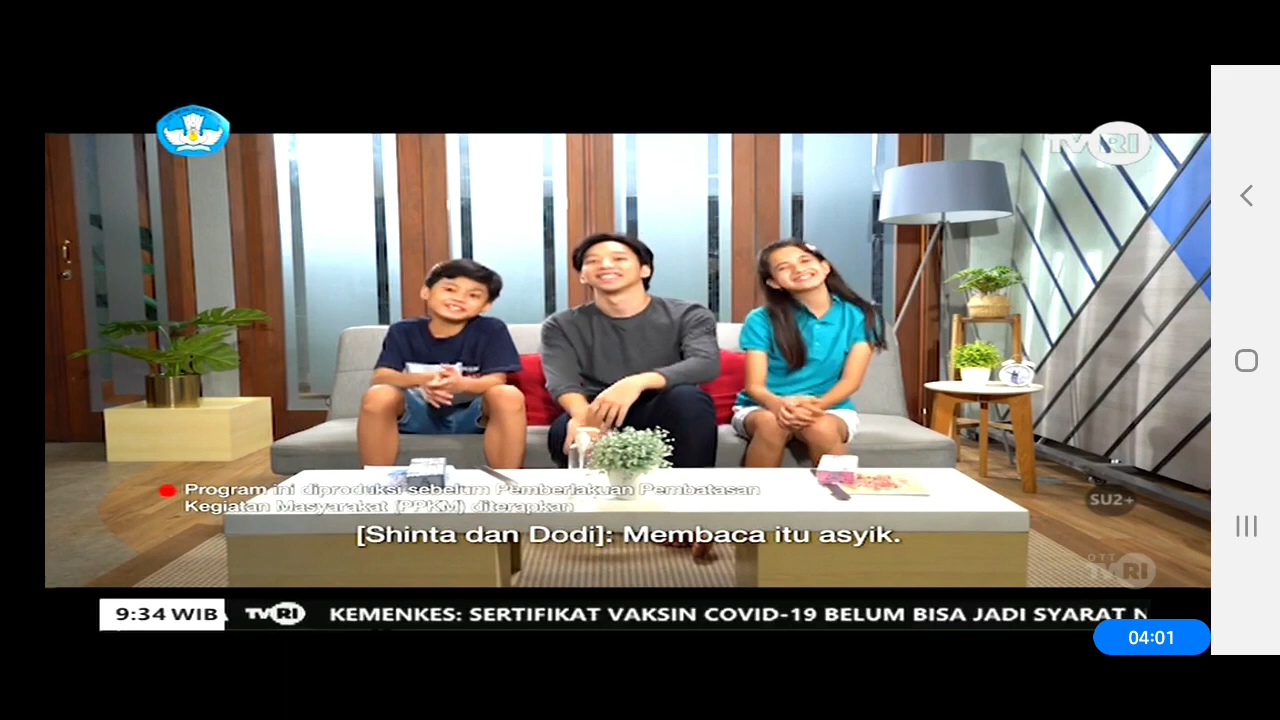 TVRI
Program ini diproduksi sebelum Pemberlakuan Pembatasan
Kegiatan Masyarakat (PPKM) diterapkan
SU2+
[Shinta dan Dodi]: Membaca itu asyik.
OTT
TVRI
9:34 WIB TVRI KEMENKES: SERTIFIKAT VAKSIN COVID-19 BELUM BISA JADI SYARAT
04:01